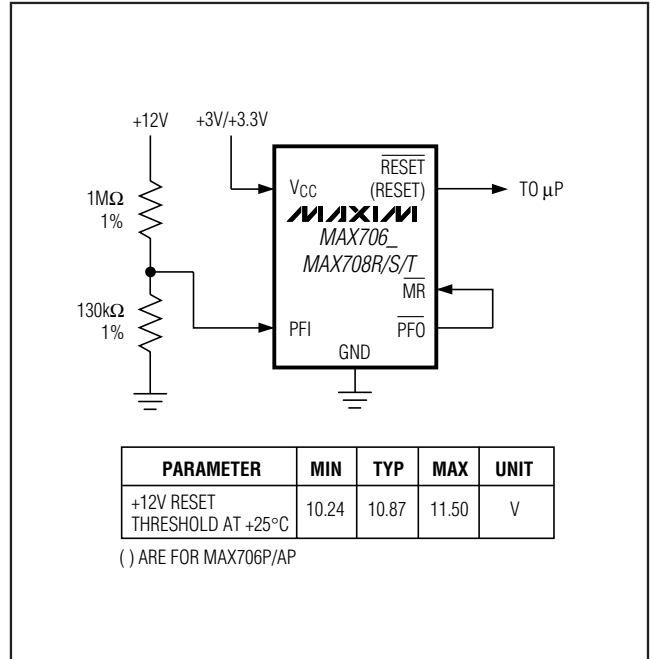 +12V
+3V/+3.3V
1MΩ
1%
130kΩ
1%
VCC
RESET
(RESET)
MAXIM
MAX706_
MAX708R/S/T
MR
PFI
PFO
GND
TO μP
PARAMETER MIN TYP MAX UNIT
+12V RESET
THRESHOLD AT +25°C 10.24 10.87 11.50 V
( ) ARE FOR MAX706P/AP